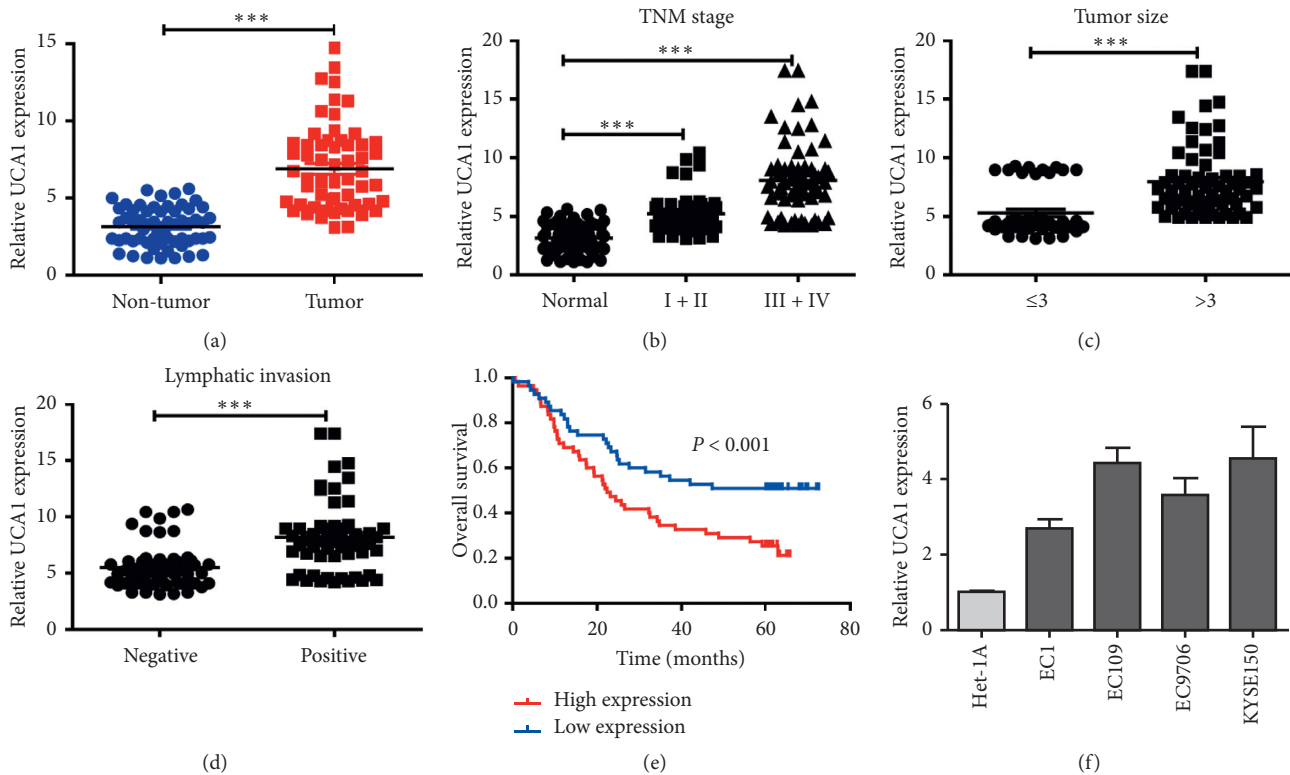 Relative UCA1 expression
15
10
5
0
***
Non-tumor
Tumor
(a)
TNM stage
Relative UCA1 expression
20
15
10
5
0
***
***
Normal
I + II
III + IV
(b)
Tumor size
Relative UCA1 expression
20
15
10
5
0
***
≤3
>3
(c)
Lymphatic invasion
Relative UCA1 expression
20
15
10
5
0
***
Negative
Positive
(d)
Overall survival
1.0
0.8
0.6
0.4
0.2
0.0
P < 0.001
0
20
40
60
80
Time (months)
High expression
Low expression
(e)
Relative UCA1 expression
6
4
2
0
Het-1A
EC1
EC109
EC9706
KYSE150
(f)